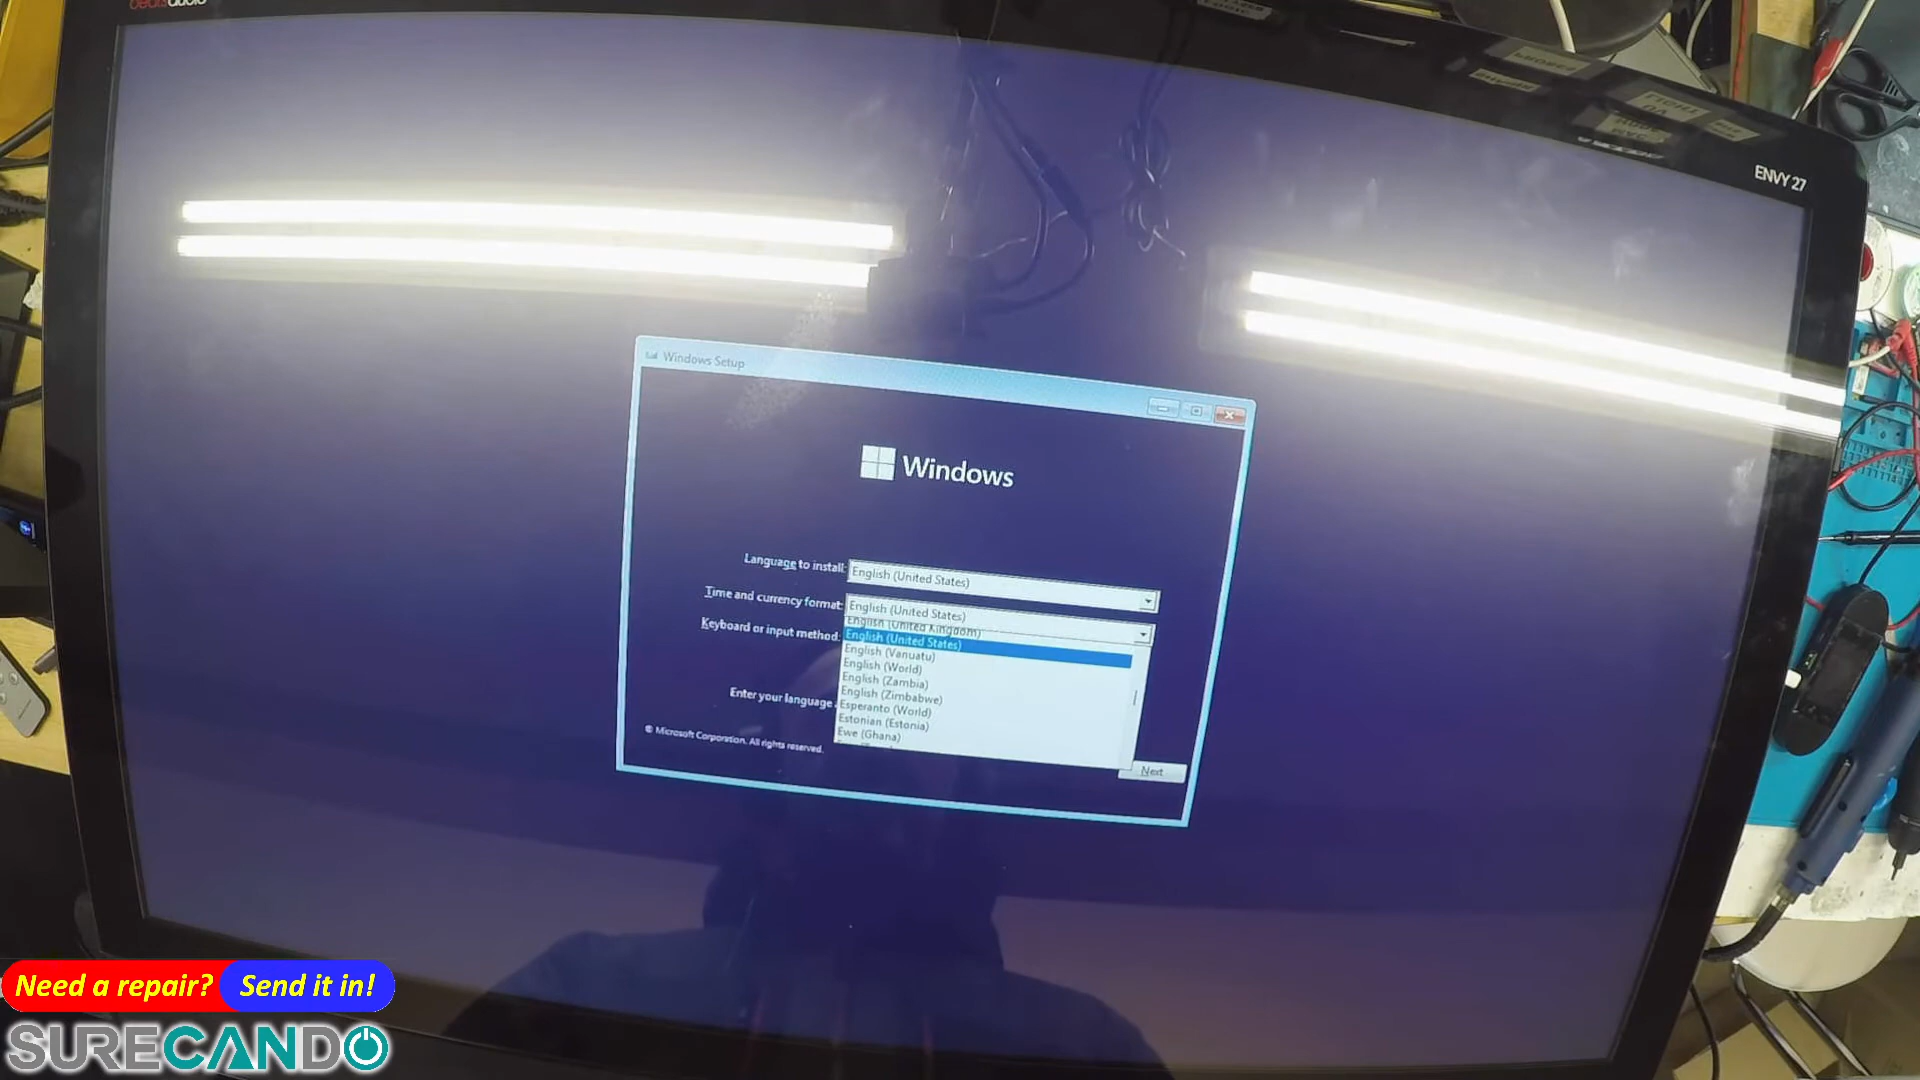 beatsaudio
ENVY 27
Windows Setup
Windows
Language to install:
English (United States)
Time and currency format:
English (United States)
Keyboard or input method:
English (United Kingdom)
English (United States)
English (Vanuatu)
English (World)
English (Zambia)
English (Zimbabwe)
Esperanto (World)
Estonian (Estonia)
Ewe (Ghana)
Enter your language
© Microsoft Corporation. All rights reserved.
Next
Need a repair? Send it in!
SURECANDO